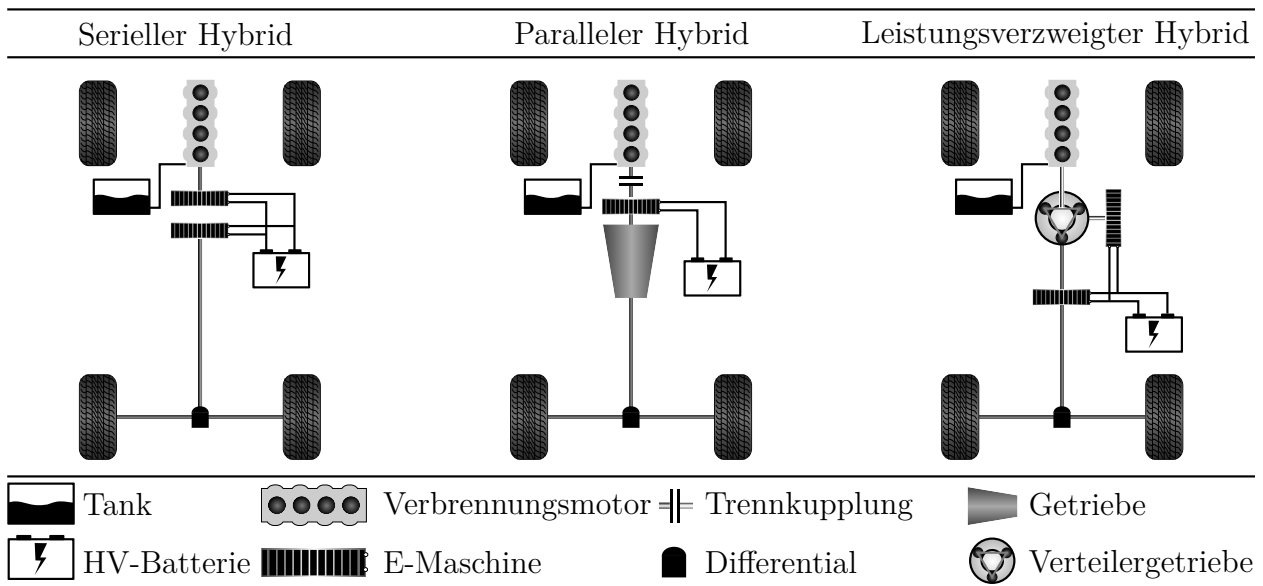 Serieller Hybrid Paralleler Hybrid Leistungsverzweigter Hybrid
Tank Verbrennungsmotor Trennkupplung Getriebe
HV-Batterie E-Maschine Differential Verteilergetriebe